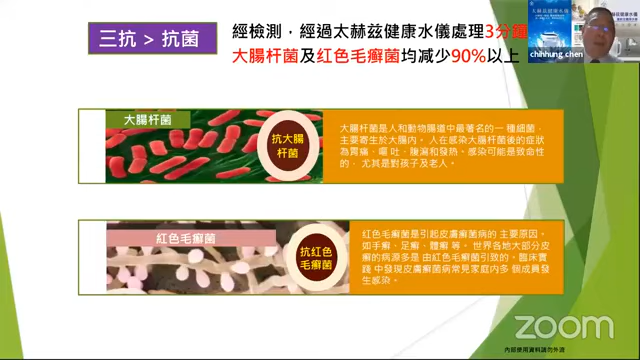 三抗 > 抗菌
經檢測，經過太赫茲健康水儀處理3分鐘
大腸杆菌及紅色毛癬菌均減少90%以上
chihhung chen
大腸杆菌
抗大腸
杆菌
大腸杆菌是人和動物腸道中最著名的一 種細菌，
主要寄生於大腸內。 人在感染大腸杆菌後的症狀
為胃痛、嘔 吐、腹瀉和發熱。感染可能是致命性
的， 尤其是對孩子及老人。
紅色毛癬菌
抗紅色
毛癬菌
紅色毛癬菌是引起皮膚癬菌病的 主要原因。
如手癬、足癬、體癬 等。 世界各地大部分皮
癬的病源多是 由紅色毛癬菌引致的。臨床實
踐 中發現皮膚癬菌病常見家庭內多 個成員發
生感染。
zoom
內部使用資料請勿外流